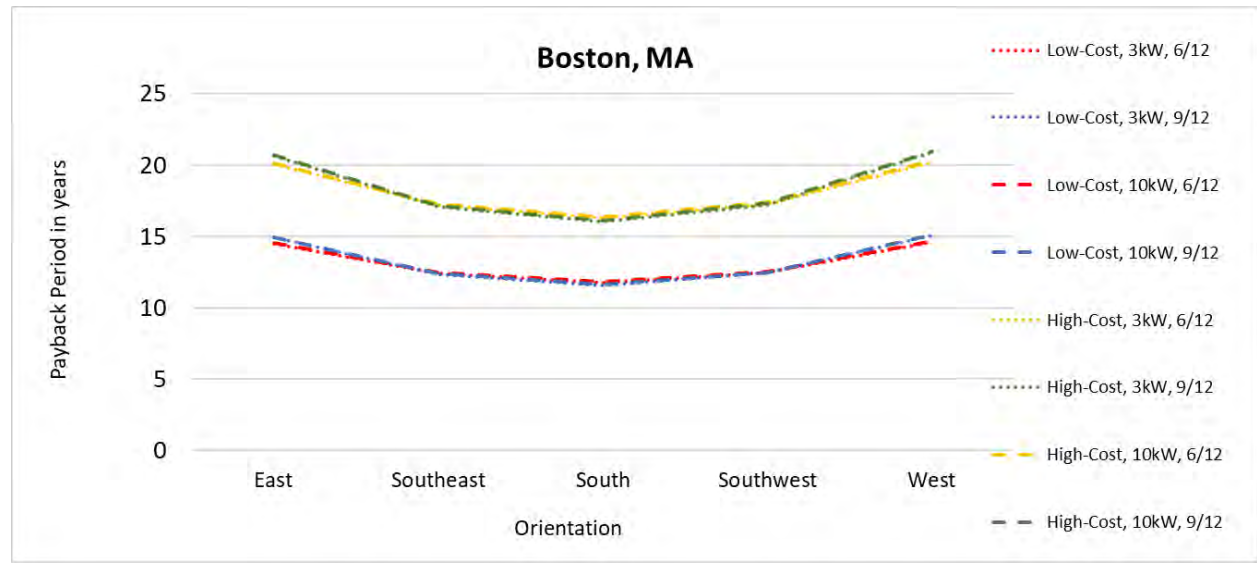 Boston, MA
Payback Period in years
25
20
15
10
5
0
East
Southeast
South
Southwest
West
Orientation
Low-Cost, 3kW, 6/12
Low-Cost, 3kW, 9/12
Low-Cost, 10kW, 6/12
Low-Cost, 10kW, 9/12
High-Cost, 3kW, 6/12
High-Cost, 3kW, 9/12
High-Cost, 10kW, 6/12
High-Cost, 10kW, 9/12